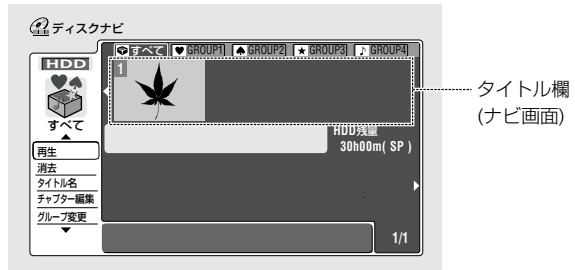 ディスクナビ
すべて GROUP1 GROUP2 GROUP3 GROUP4
HDD
1
すべて
タイトル欄
(ナビ画面)
HDD残量
30h00m( SP )
再生
消去
タイトル名
チャプター編集
グループ変更
1/1